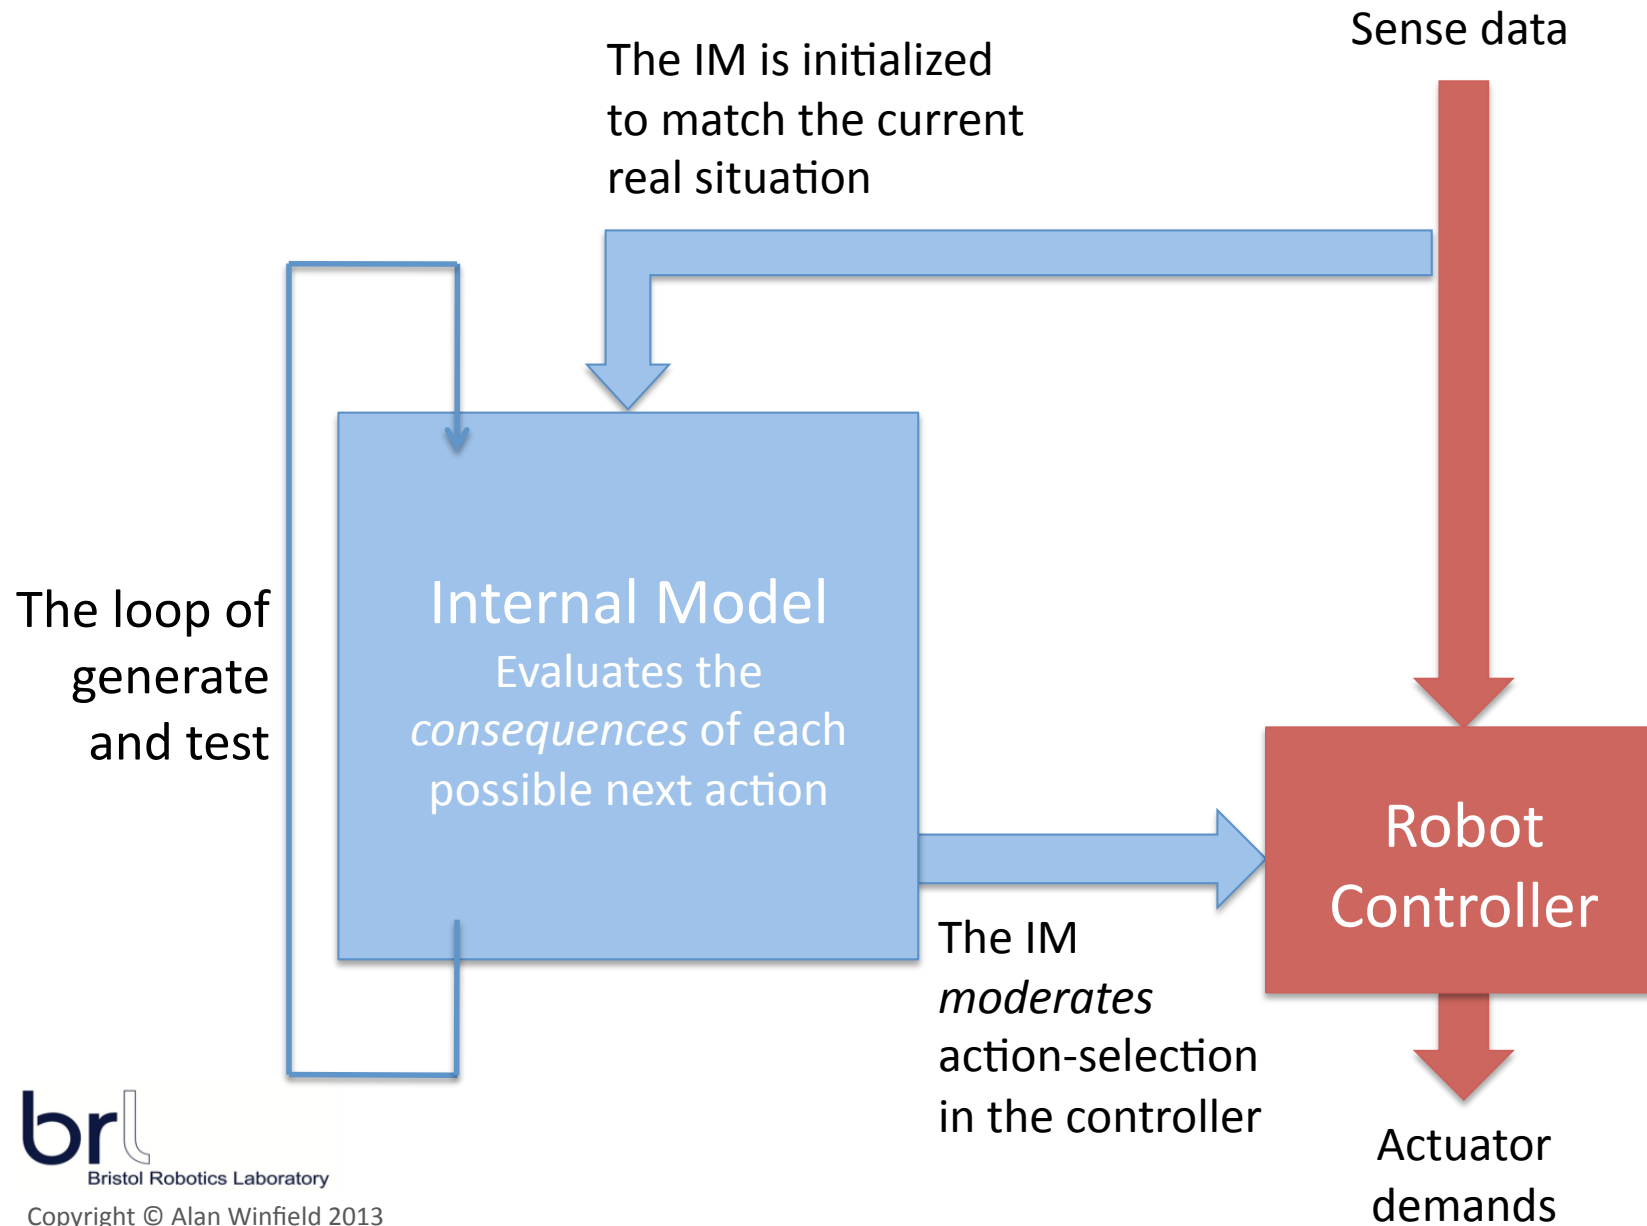 Sense data
The IM is initialized
to match the current
real situation
The loop of
generate
and test
Internal Model
Evaluates the
consequences of each
possible next action
Robot
Controller
The IM
moderates
action-selection
in the controller
Actuator
demands
brl
Bristol Robotics Laboratory
Copyright © Alan Winfield 2013